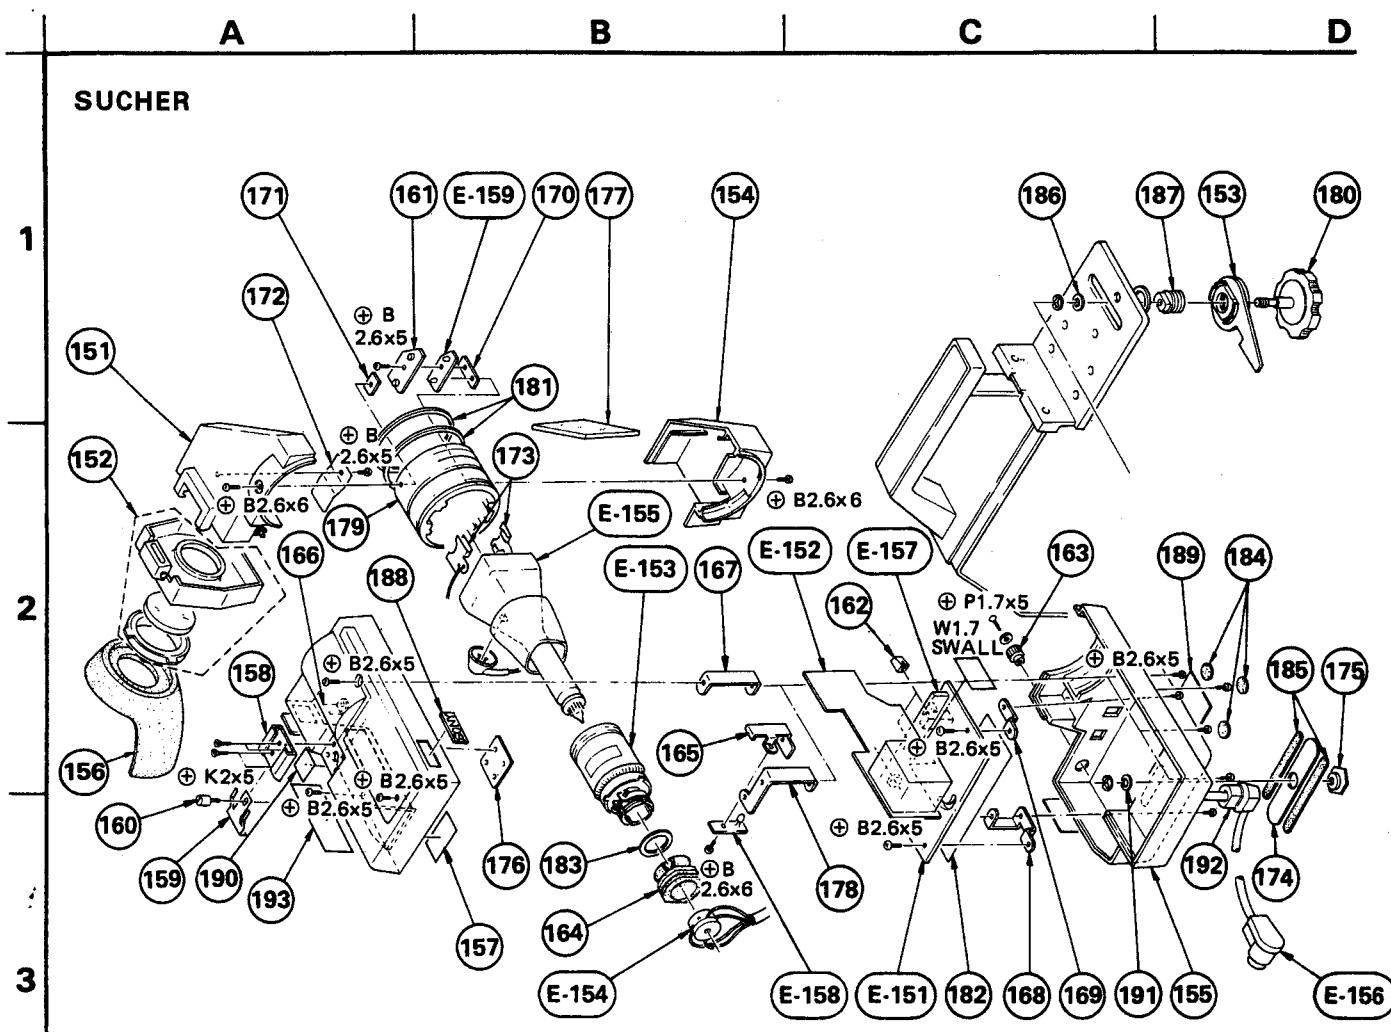 A B C D
SUCHER
1
171 161 E-159 170 177 154 186 187 153 180
172
⊕ B
2.6×5
151
181
152
⊕ B
2.6×5
173
⊕ B2.6×6
179
E-155
⊕ B2.6×6
2
166
188
E-153
167
E-152
E-157
163
189
184
162
⊕ P1.7×5
W1.7
SWALL
⊕ B2.6×5
⊕ B2.6×5
158
185
175
156
165
⊕ B2.6×5
⊕ K2×5
⊕ B2.6×5
160
⊕ B2.6×5
⊕ B2.6×5
159
190
193
176
183
⊕ B
2.6×6
178
192
174
157
164
3
E-154
E-158
E-151
182
168
169
191
155
E-156